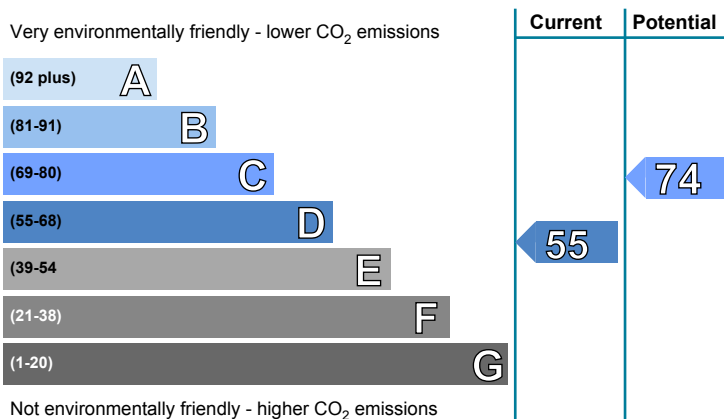 Current Potential
Very environmentally friendly - lower CO2 emissions
(92 plus) A
(81-91) B
(69-80) C
74
(55-68) D
55
(39-54 E
(21-38) F
(1-20) G
Not environmentally friendly - higher CO2 emissions